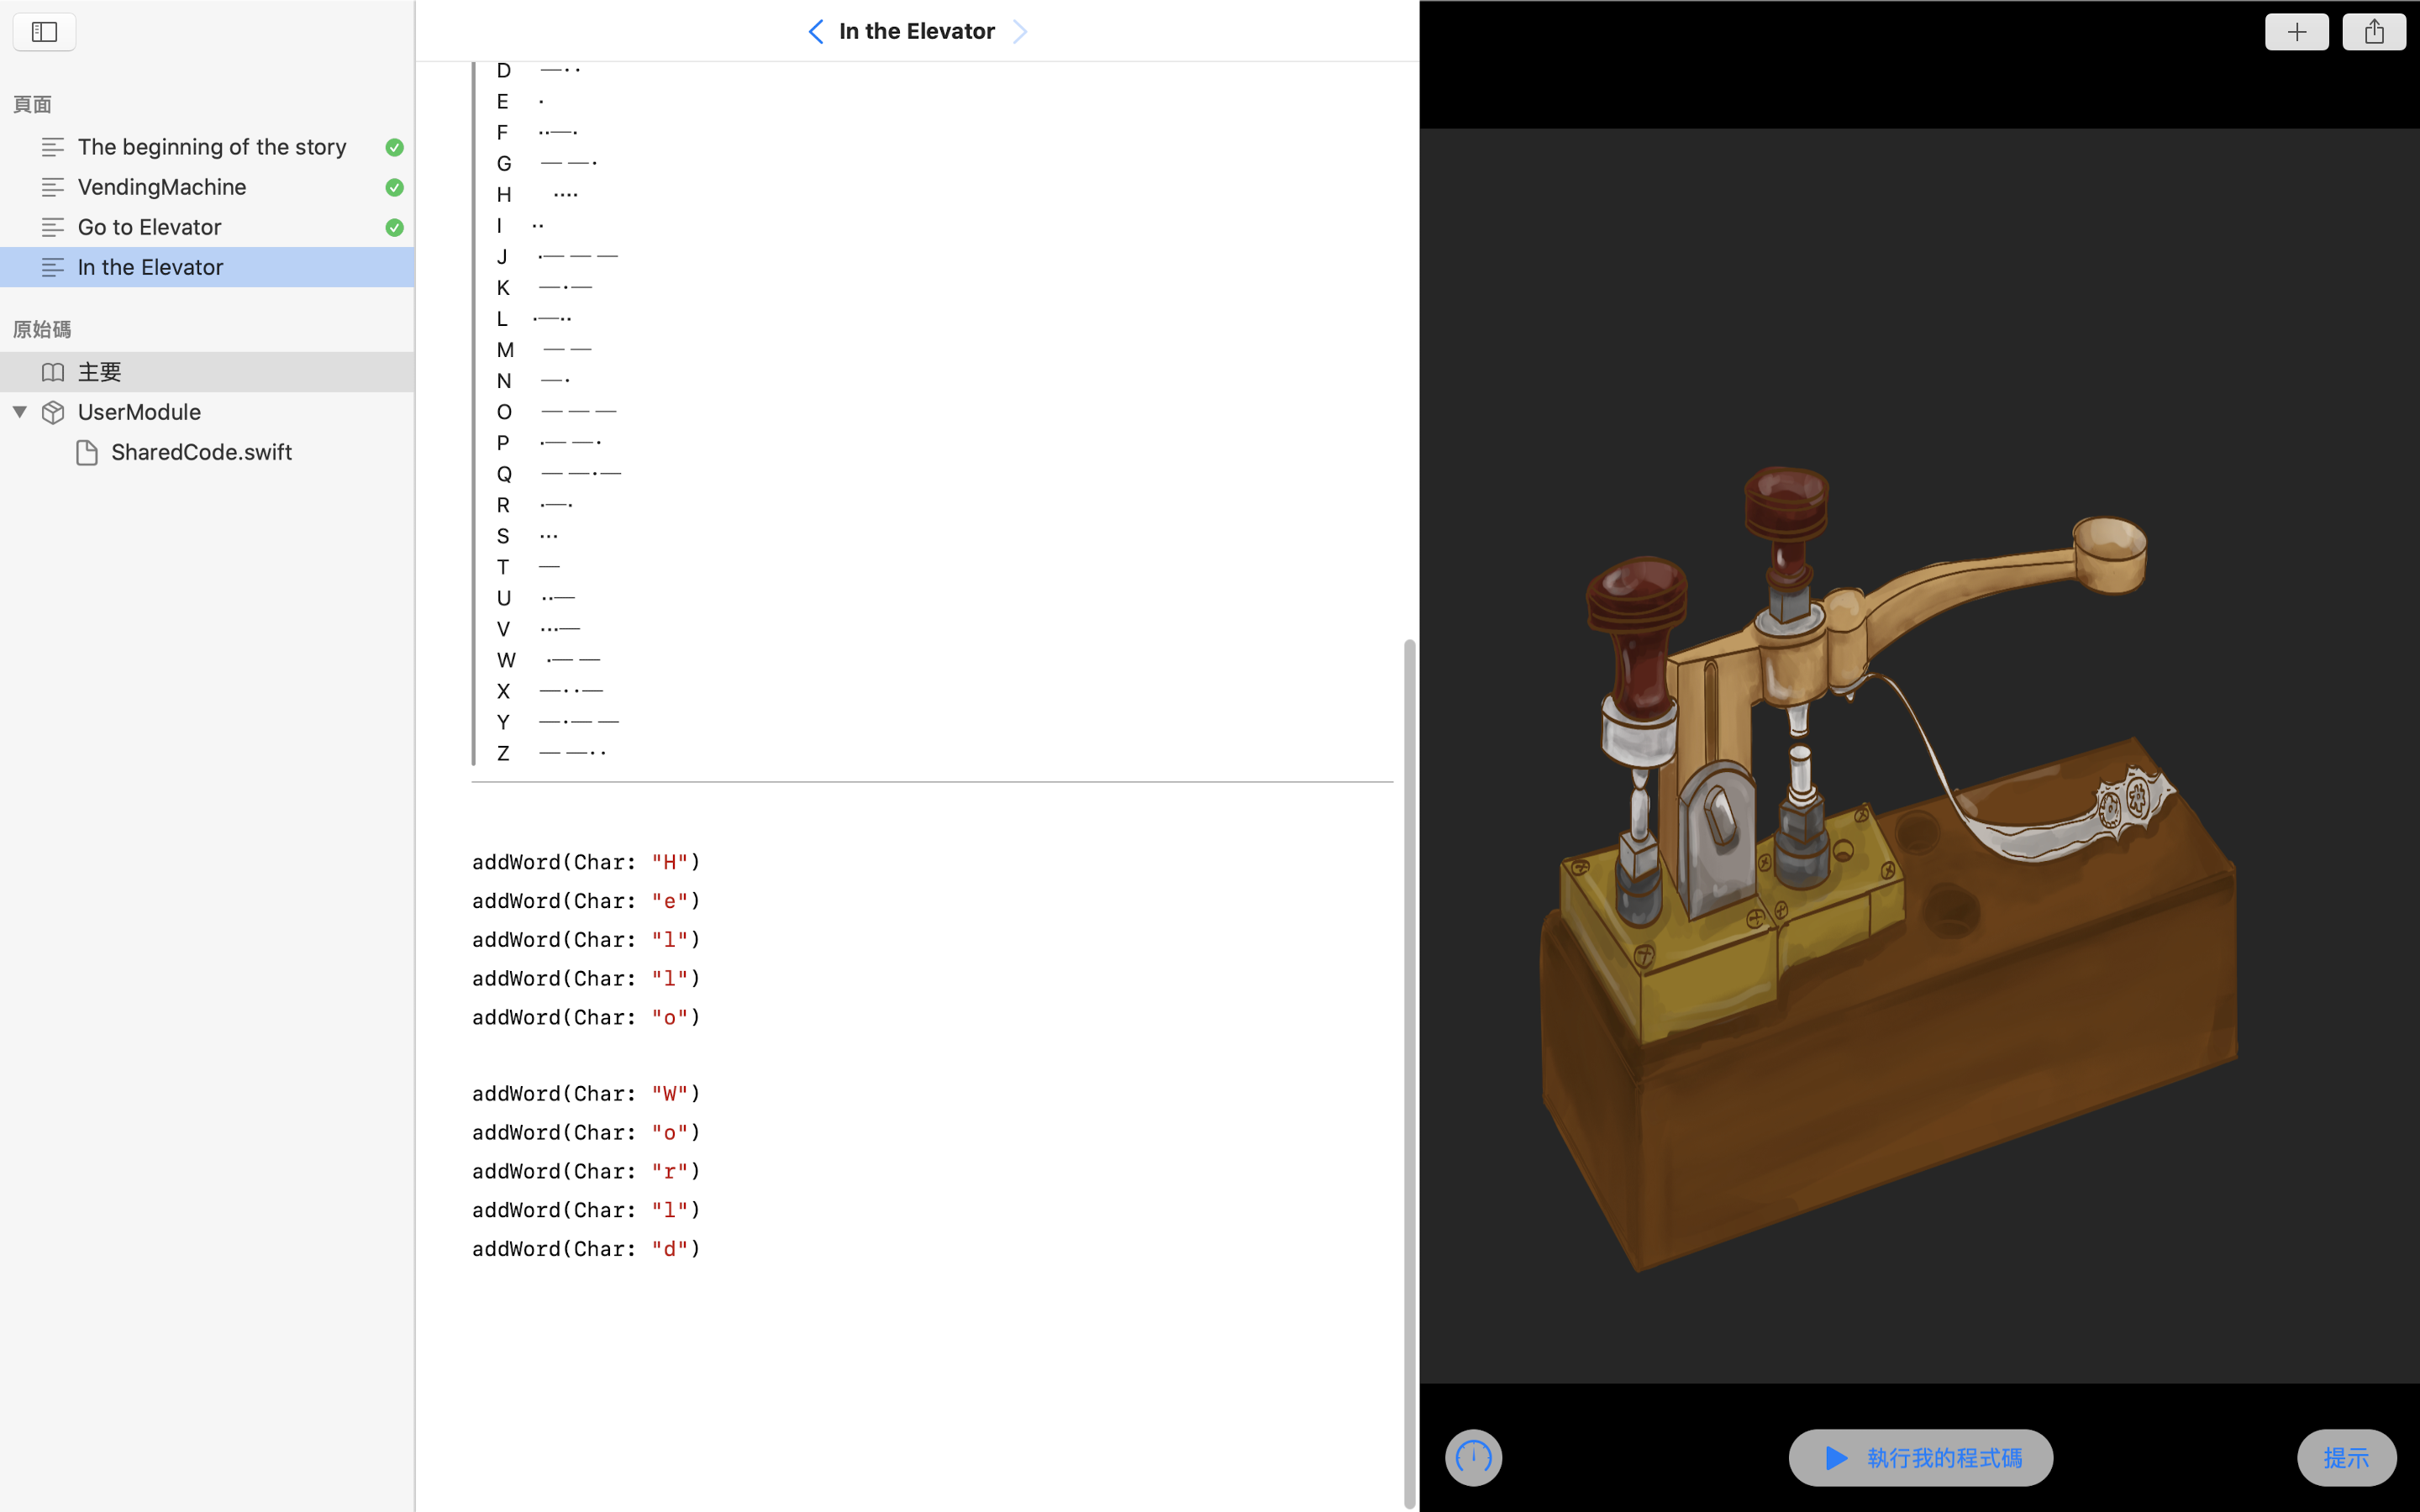 頁面
The beginning of the story
VendingMachine
Go to Elevator
In the Elevator
原始碼
主要
UserModule
SharedCode.swift
In the Elevator
D —··
E ·
F ··—·
G — —·
H ····
I ··
J ·— — —
K —·—
L ·—··
M — —
N —·
O — — —
P ·— —·
Q — —·—
R ·—·
S ···
T —
U ··—
V ···—
W ·— —
X —··—
Y —·— —
Z — —··
addWord(Char: "H")
addWord(Char: "e")
addWord(Char: "l")
addWord(Char: "l")
addWord(Char: "o")
addWord(Char: "W")
addWord(Char: "o")
addWord(Char: "r")
addWord(Char: "l")
addWord(Char: "d")
執行我的程式碼
提示